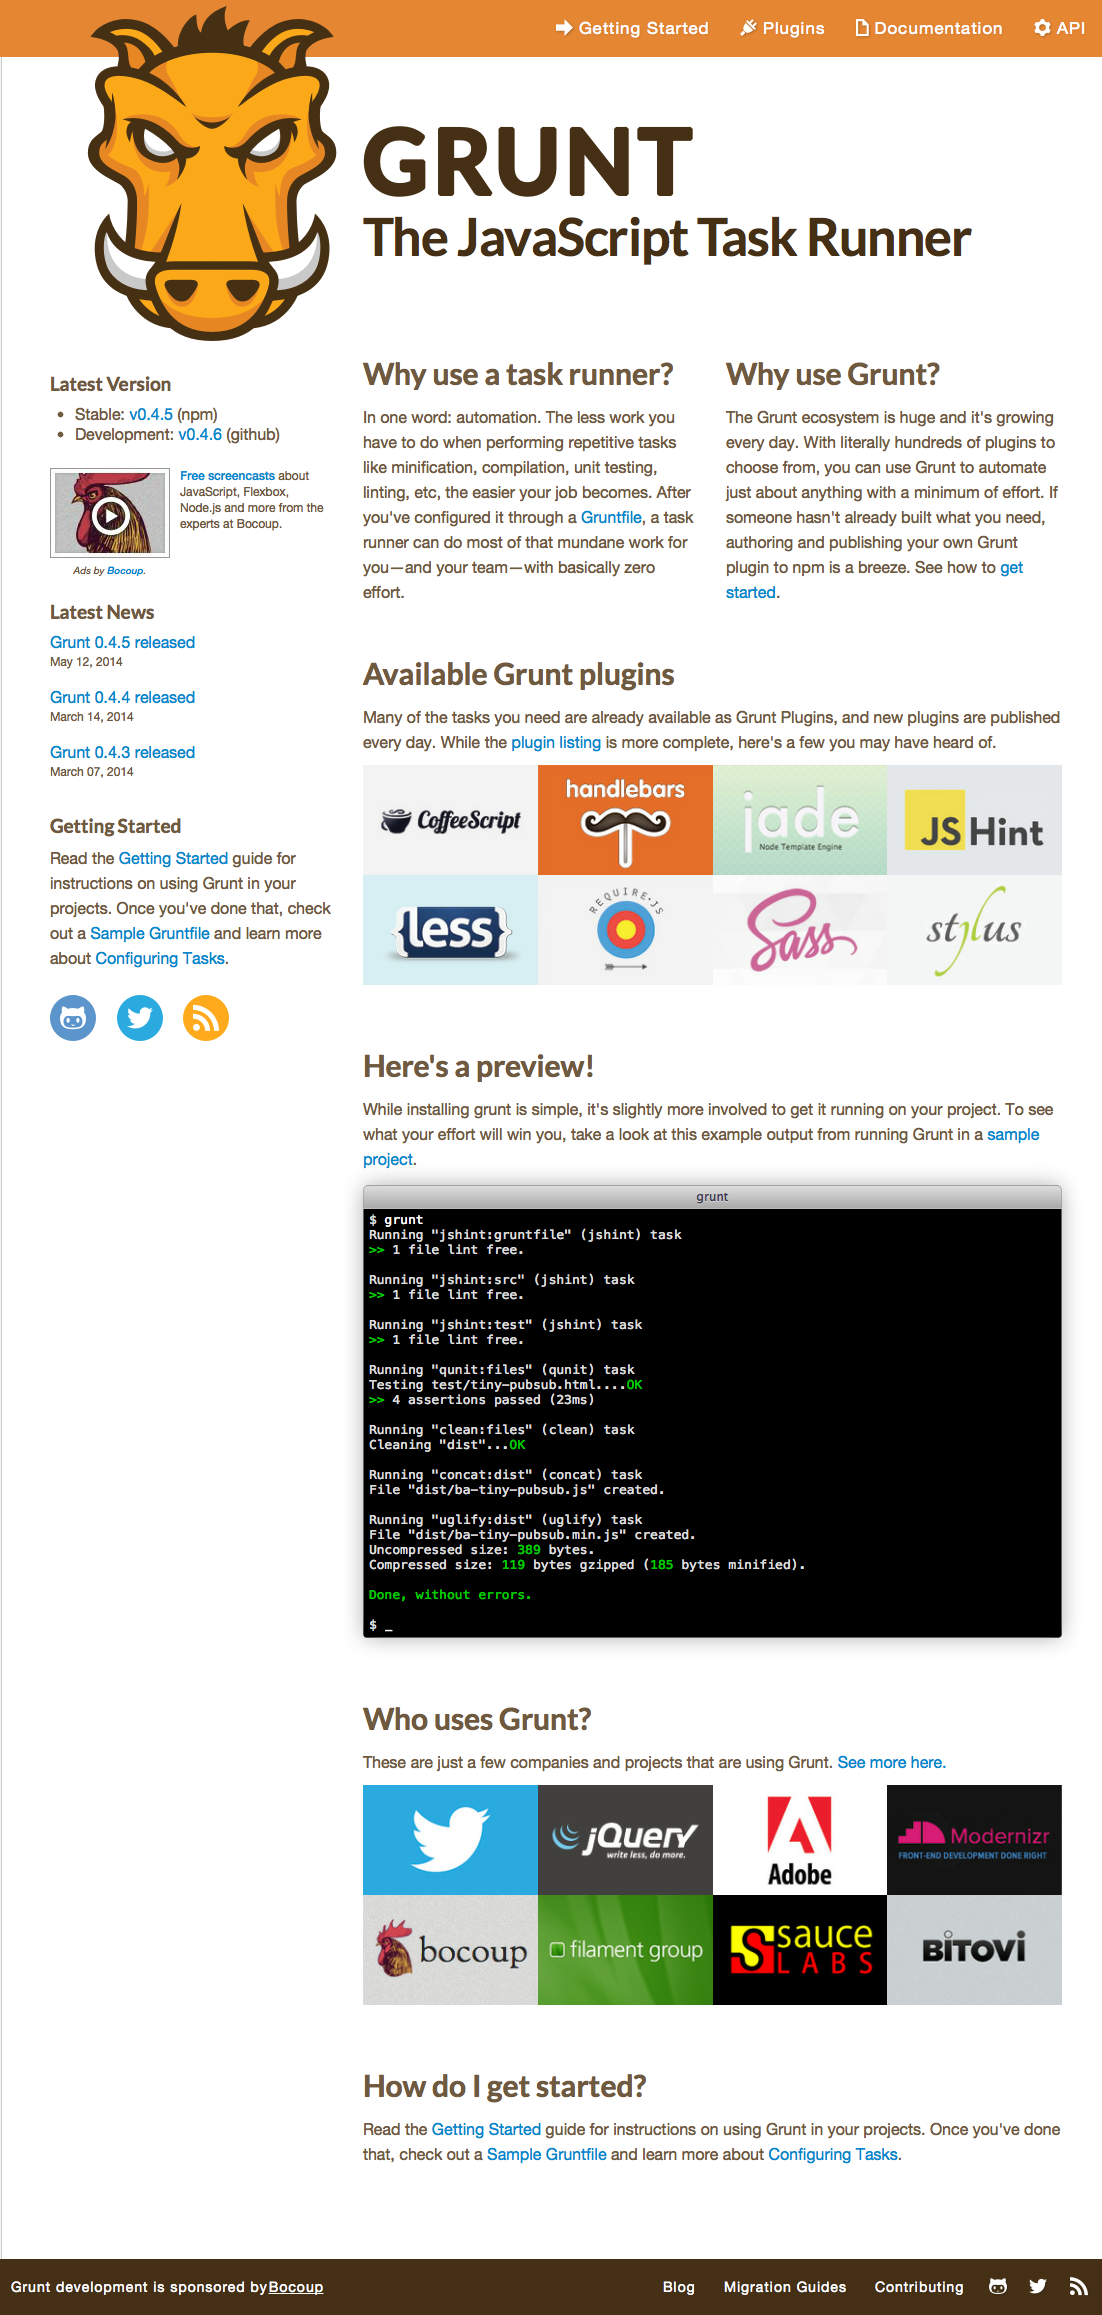 Getting Started
Plugins
Documentation
API
GRUNT
The JavaScript Task Runner
Latest Version
Stable: v0.4.5 (npm)
Development: v0.4.6 (github)
Free screencasts about
JavaScript, Flexbox,
Node.js and more from the
experts at Bocoup.
Ads by Bocoup.
Latest News
Grunt 0.4.5 released
May 12, 2014
Grunt 0.4.4 released
March 14, 2014
Grunt 0.4.3 released
March 07, 2014
Getting Started
Read the Getting Started guide for
instructions on using Grunt in your
projects. Once you've done that, check
out a Sample Gruntfile and learn more
about Configuring Tasks.
Why use a task runner?
In one word: automation. The less work you
have to do when performing repetitive tasks
like minification, compilation, unit testing,
linting, etc, the easier your job becomes. After
you've configured it through a Gruntfile, a task
runner can do most of that mundane work for
you—and your team—with basically zero
effort.
Why use Grunt?
The Grunt ecosystem is huge and it's growing
every day. With literally hundreds of plugins to
choose from, you can use Grunt to automate
just about anything with a minimum of effort. If
someone hasn't already built what you need,
authoring and publishing your own Grunt
plugin to npm is a breeze. See how to get
started.
Available Grunt plugins
Many of the tasks you need are already available as Grunt Plugins, and new plugins are published
every day. While the plugin listing is more complete, here's a few you may have heard of.
CoffeeScript
handlebars
jade
Node Template Engine
JSHint
{less}
REQUIRE.JS
Sass
stylus
Here's a preview!
While installing grunt is simple, it's slightly more involved to get it running on your project. To see
what your effort will win you, take a look at this example output from running Grunt in a sample
project.
grunt
$ grunt
Running "jshint:gruntfile" (jshint) task
>> 1 file lint free.
Running "jshint:src" (jshint) task
>> 1 file lint free.
Running "jshint:test" (jshint) task
>> 1 file lint free.
Running "qunit:files" (qunit) task
Testing test/tiny-pubsub.html....OK
>> 4 assertions passed (23ms)
Running "clean:files" (clean) task
Cleaning "dist"...OK
Running "concat:dist" (concat) task
File "dist/ba-tiny-pubsub.js" created.
Running "uglify:dist" (uglify) task
File "dist/ba-tiny-pubsub.min.js" created.
Uncompressed size: 389 bytes.
Compressed size: 119 bytes gzipped (185 bytes minified).
Done, without errors.
$ _
Who uses Grunt?
These are just a few companies and projects that are using Grunt. See more here.
jQuery
write less, do more.
Adobe
Modernizr
FRONT-END DEVELOPMENT DONE RIGHT
bocoup
filament group
S sauce
LABS
BiTOVi
How do I get started?
Read the Getting Started guide for instructions on using Grunt in your projects. Once you've done
that, check out a Sample Gruntfile and learn more about Configuring Tasks.
Grunt development is sponsored by Bocoup
Blog
Migration Guides
Contributing